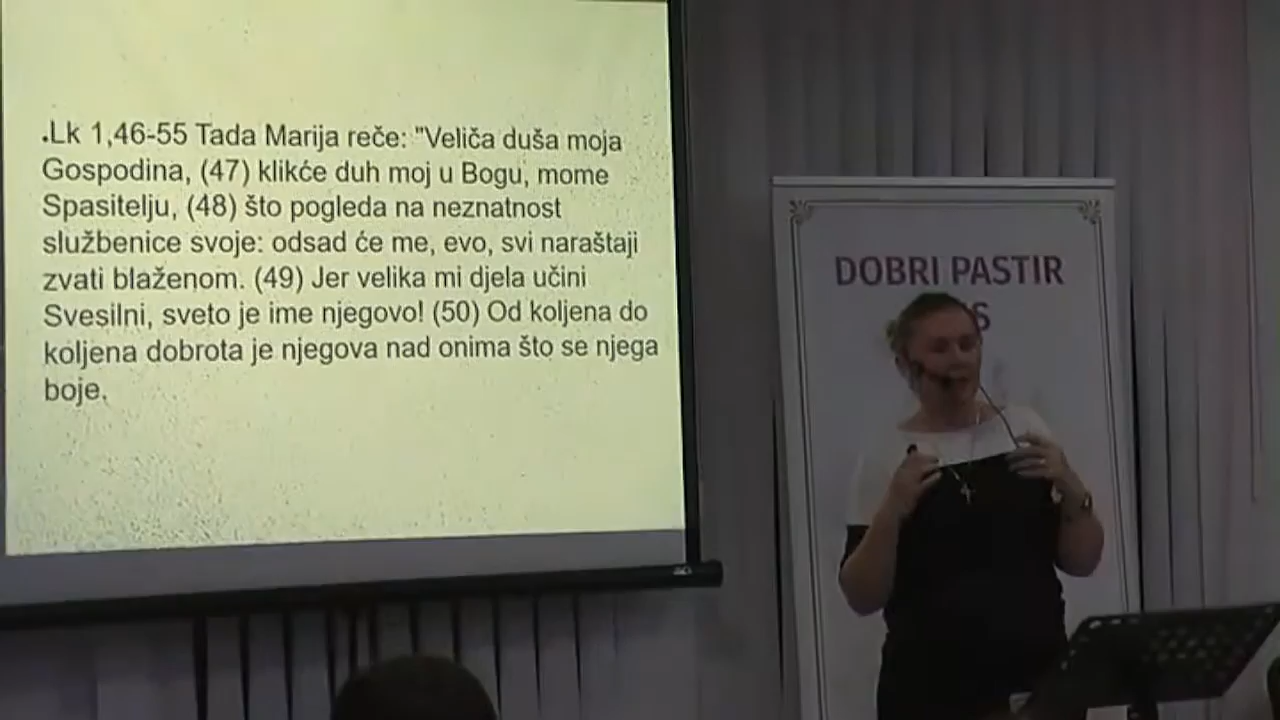 .Lk 1,46-55 Tada Marija reče: "Veliča duša moja
Gospodina, (47) klikće duh moj u Bogu, mome
Spasitelju, (48) što pogleda na neznatnost
službenice svoje: odsad će me, evo, svi naraštaji
zvati blaženom. (49) Jer velika mi djela učini
Svesilni, sveto je ime njegovo! (50) Od koljena do
koljena dobrota je njegova nad onima što se njega
boje.
DOBRI PASTIR